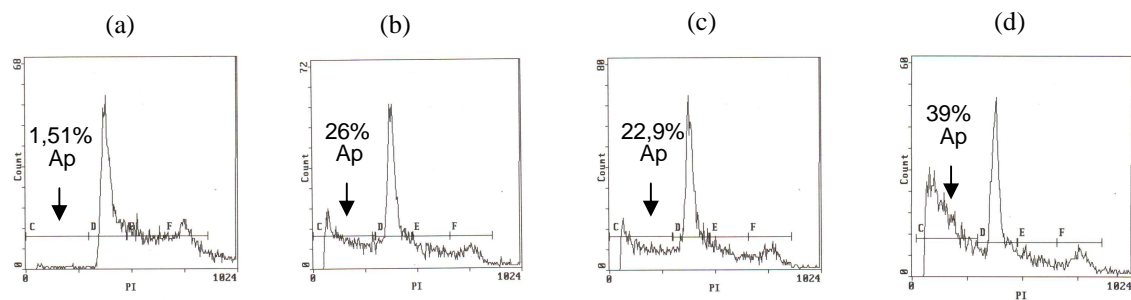 (a) (b) (c) (d)
68
Count
0
1,51%
Ap
C D E F
PI
1024
72
Count
0
26%
Ap
C D E F
PI
1024
80
Count
0
22,9%
Ap
C D E F
PI
1024
60
Count
0
39%
Ap
C D E F
PI
1024